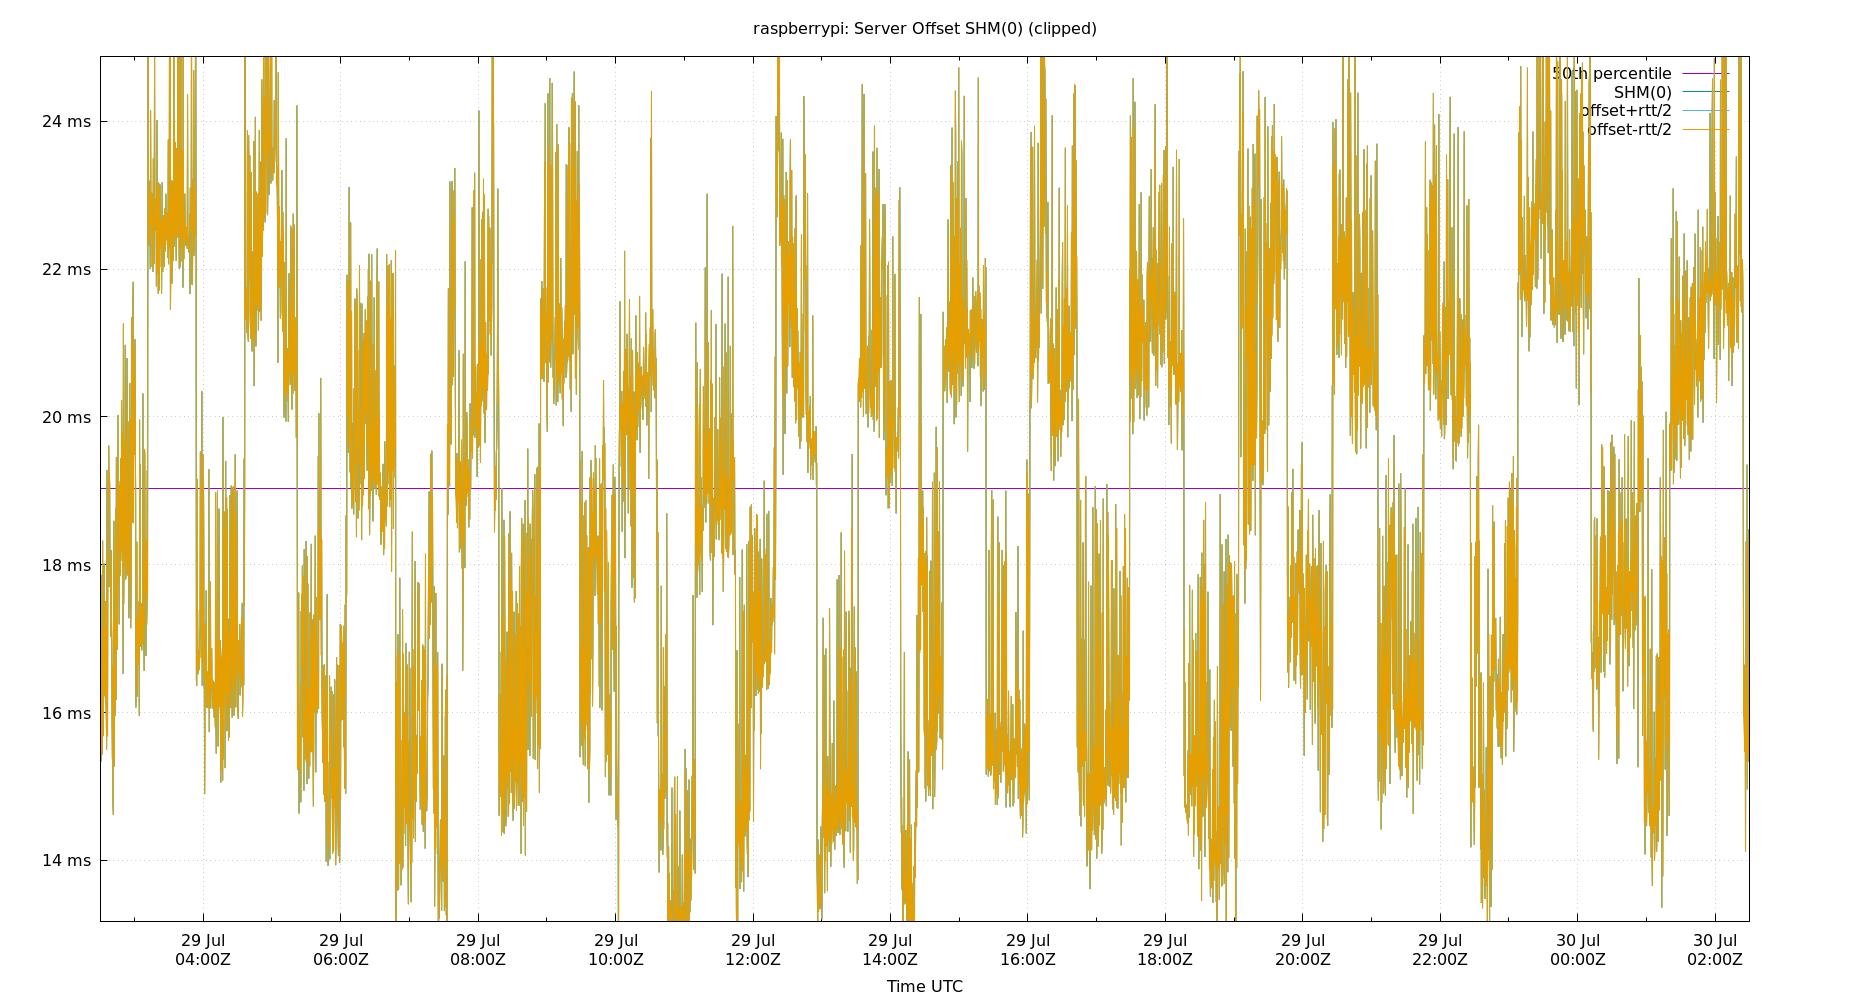 raspberrypi: Server Offset SHM(0) (clipped)
50th percentile
SHM(0)
offset+rtt/2
offset-rtt/2
24 ms
22 ms
20 ms
18 ms
16 ms
14 ms
29 Jul 29 Jul 29 Jul 29 Jul 29 Jul 29 Jul 29 Jul 29 Jul 29 Jul 29 Jul 30 Jul 30 Jul
04:00Z 06:00Z 08:00Z 10:00Z 12:00Z 14:00Z 16:00Z 18:00Z 20:00Z 22:00Z 00:00Z 02:00Z
Time UTC